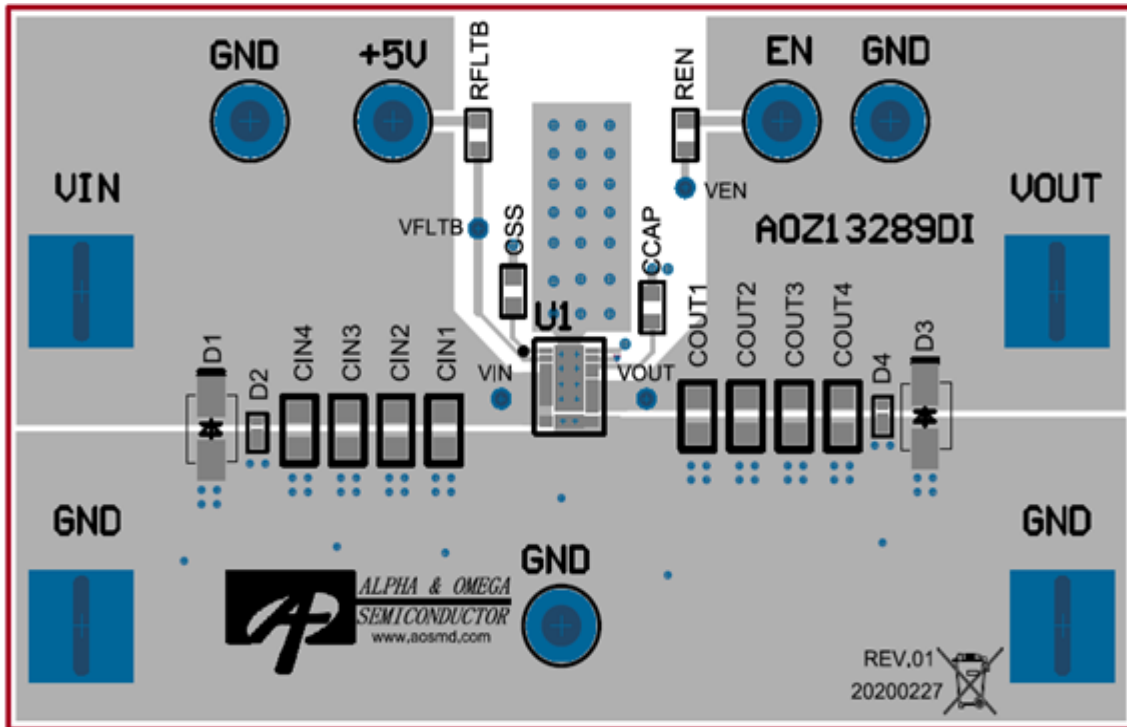 GND
+5V
RFLTB
REN
EN
GND
VIN
VEN
VOUT
VFLTB
CSS
CCAP
AOZ13289DI
U1
D1
D2
CIN4
CIN3
CIN2
CIN1
VIN
VOUT
COUT1
COUT2
COUT3
COUT4
D4
D3
GND
GND
GND
ALPHA & OMEGA
SEMICONDUCTOR
www.aosmd.com
REV.01
20200227